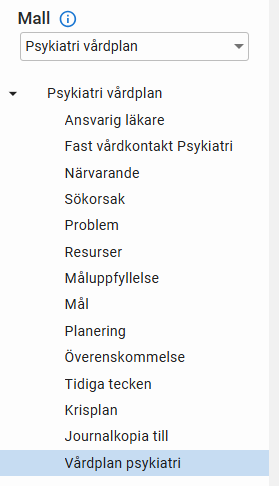 Mall
Psykiatri vårdplan
Psykiatri vårdplan
Ansvarig läkare
Fast vårdkontakt Psykiatri
Närvarande
Sökorsak
Problem
Resurser
Måluppfyllelse
Mål
Planering
Överenskommelse
Tidiga tecken
Krisplan
Journalkopia till
Vårdplan psykiatri